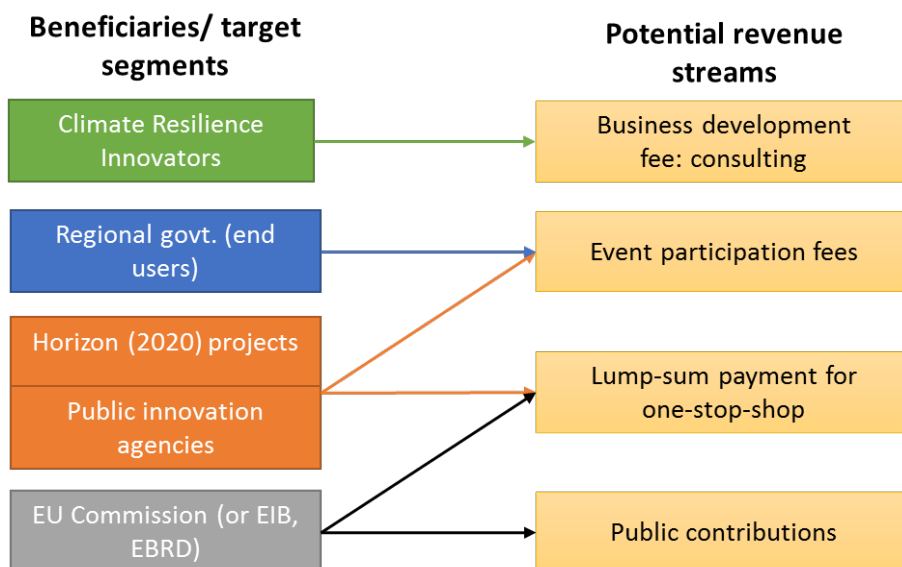 Beneficiaries/ target
segments
Potential revenue
streams
Climate Resilience
Innovators
Business development
fee: consulting
Regional govt. (end
users)
Event participation fees
Horizon (2020) projects
Public innovation
agencies
Lump-sum payment for
one-stop-shop
EU Commission (or EIB,
EBRD)
Public contributions